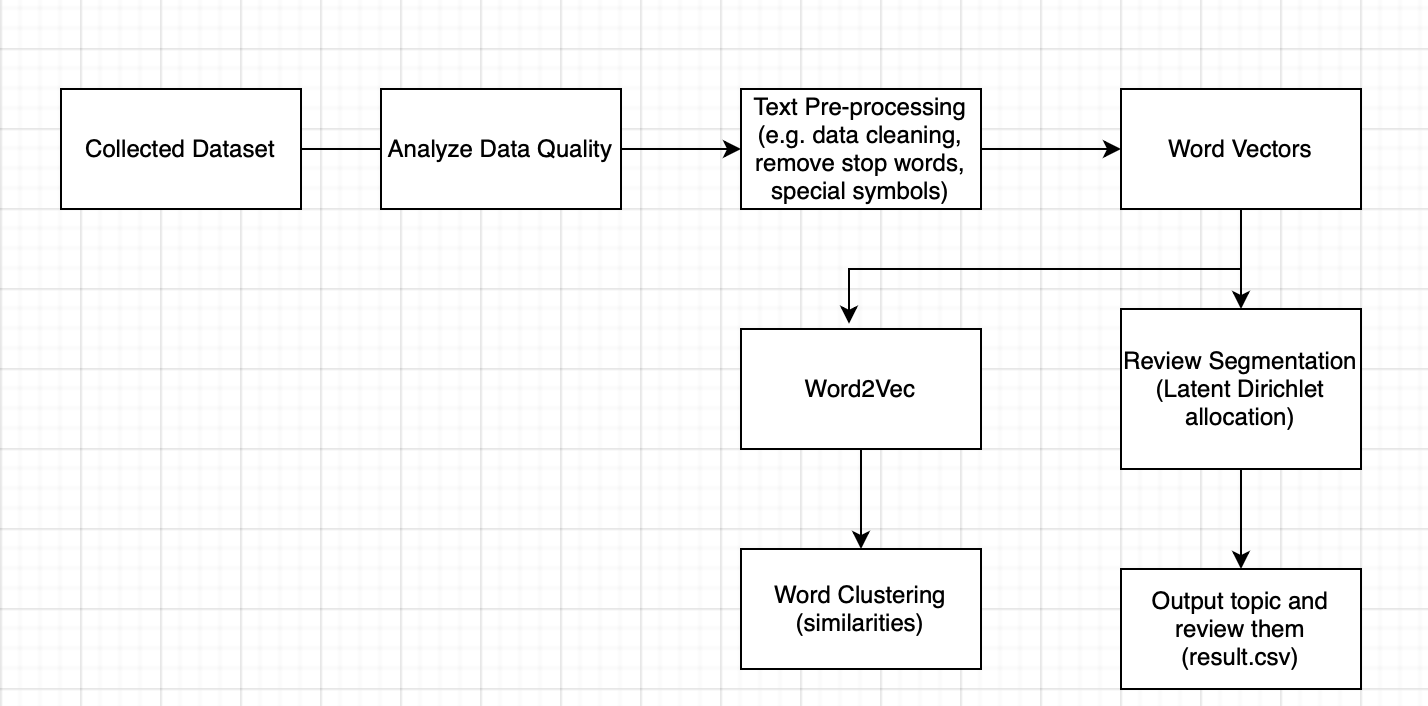 Collected Dataset
Analyze Data Quality
Text Pre-processing
(e.g. data cleaning,
remove stop words,
special symbols)
Word Vectors
Word2Vec
Review Segmentation
(Latent Dirichlet
allocation)
Word Clustering
(similarities)
Output topic and
review them
(result.csv)